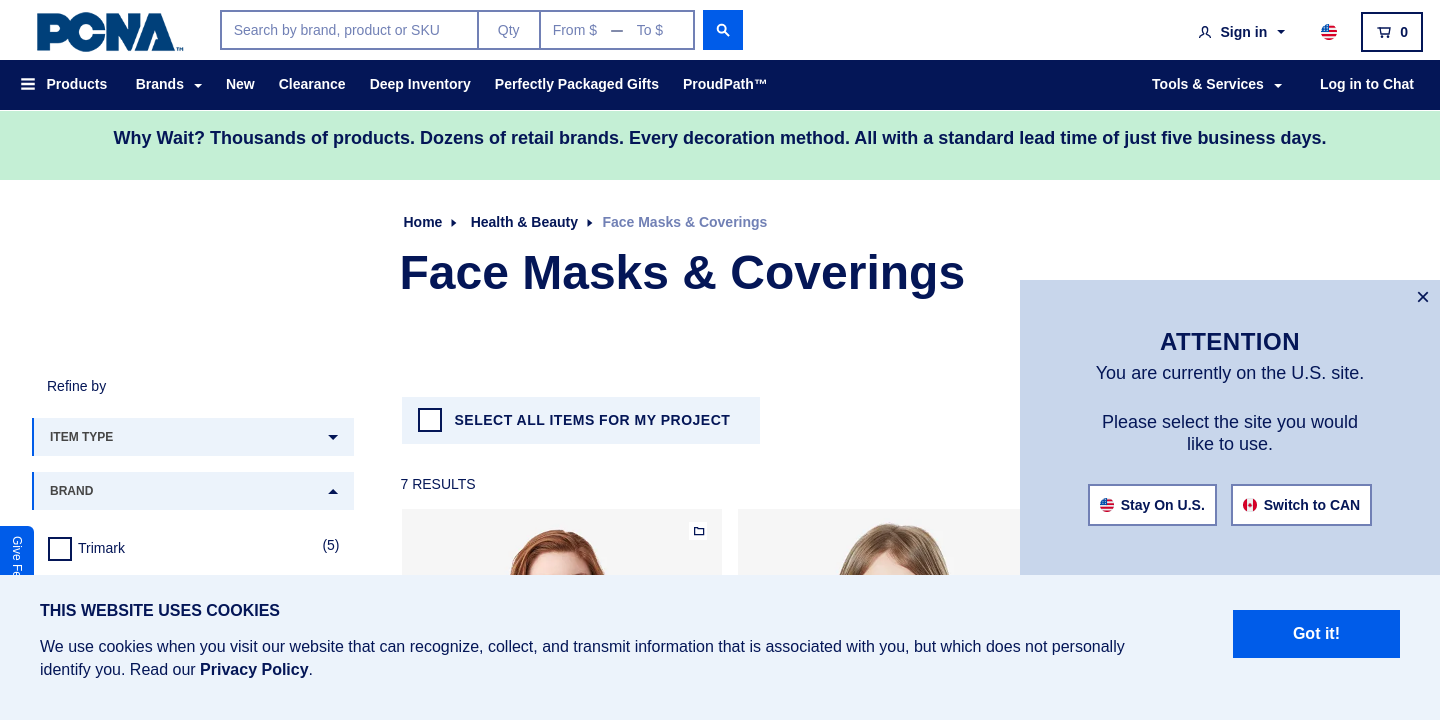 PCNA™
Search by brand, product or SKU
Qty
From $ — To $
Sign in
0
Products
Brands
New
Clearance
Deep Inventory
Perfectly Packaged Gifts
ProudPath™
Tools & Services
Log in to Chat
Why Wait? Thousands of products. Dozens of retail brands. Every decoration method. All with a standard lead time of just five business days.
Home
Health & Beauty
Face Masks & Coverings
Face Masks & Coverings
ATTENTION
You are currently on the U.S. site.
Please select the site you would
like to use.
Stay On U.S.
Switch to CAN
Refine by
ITEM TYPE
BRAND
Trimark
(5)
SELECT ALL ITEMS FOR MY PROJECT
7 RESULTS
Give
THIS WEBSITE USES COOKIES
We use cookies when you visit our website that can recognize, collect, and transmit information that is associated with you, but which does not personally
identify you. Read our Privacy Policy.
Got it!